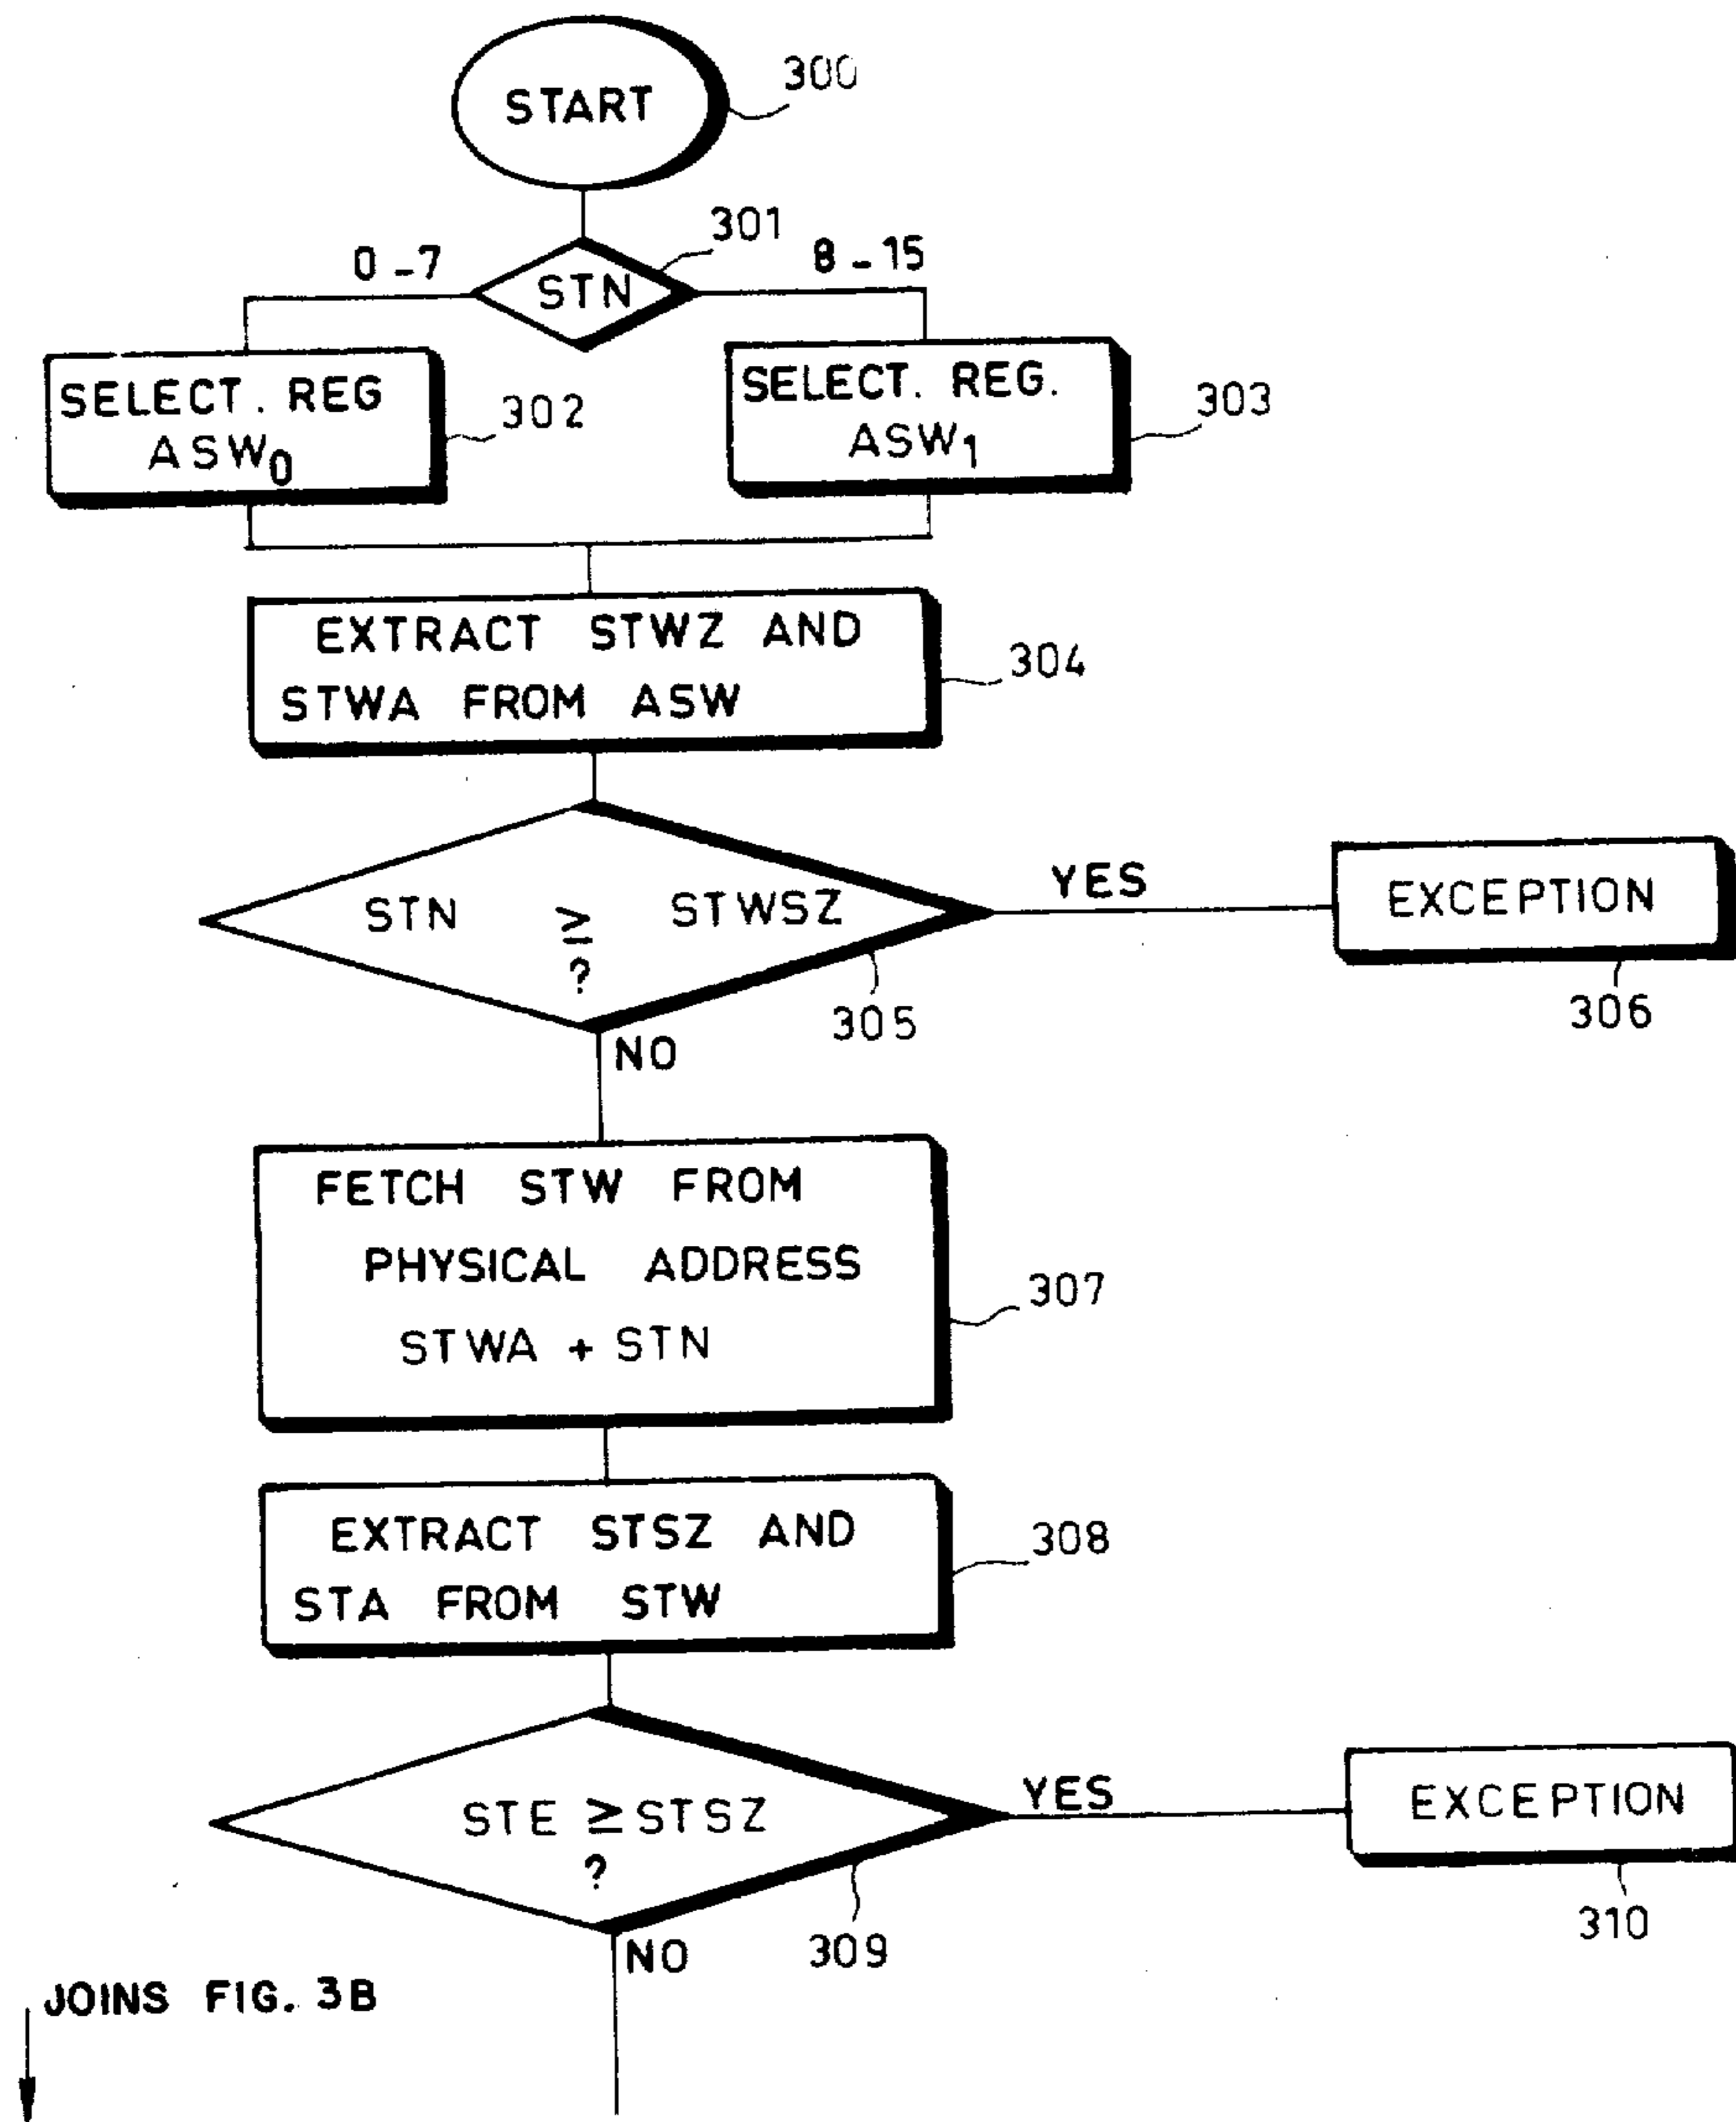 START
300
301
0-7
STN
8-15
SELECT. REG
ASW0
302
SELECT. REG.
ASW1
303
EXTRACT STWZ AND
STWA FROM ASW
304
STN ≥ STWSZ
?
305
YES
EXCEPTION
306
NO
FETCH STW FROM
PHYSICAL ADDRESS
STWA + STN
307
EXTRACT STSZ AND
STA FROM STW
308
STE ≥ STSZ
?
309
YES
EXCEPTION
310
NO
JOINS FIG. 3B